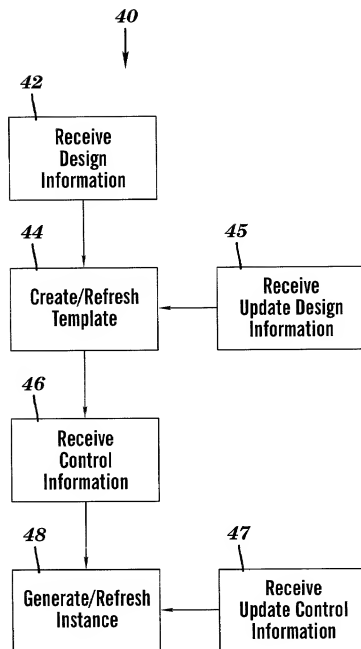 40
42
Receive
Design
Information
44
Create/Refresh
Template
45
Receive
Update Design
Information
46
Receive
Control
Information
48
Generate/Refresh
Instance
47
Receive
Update Control
Information